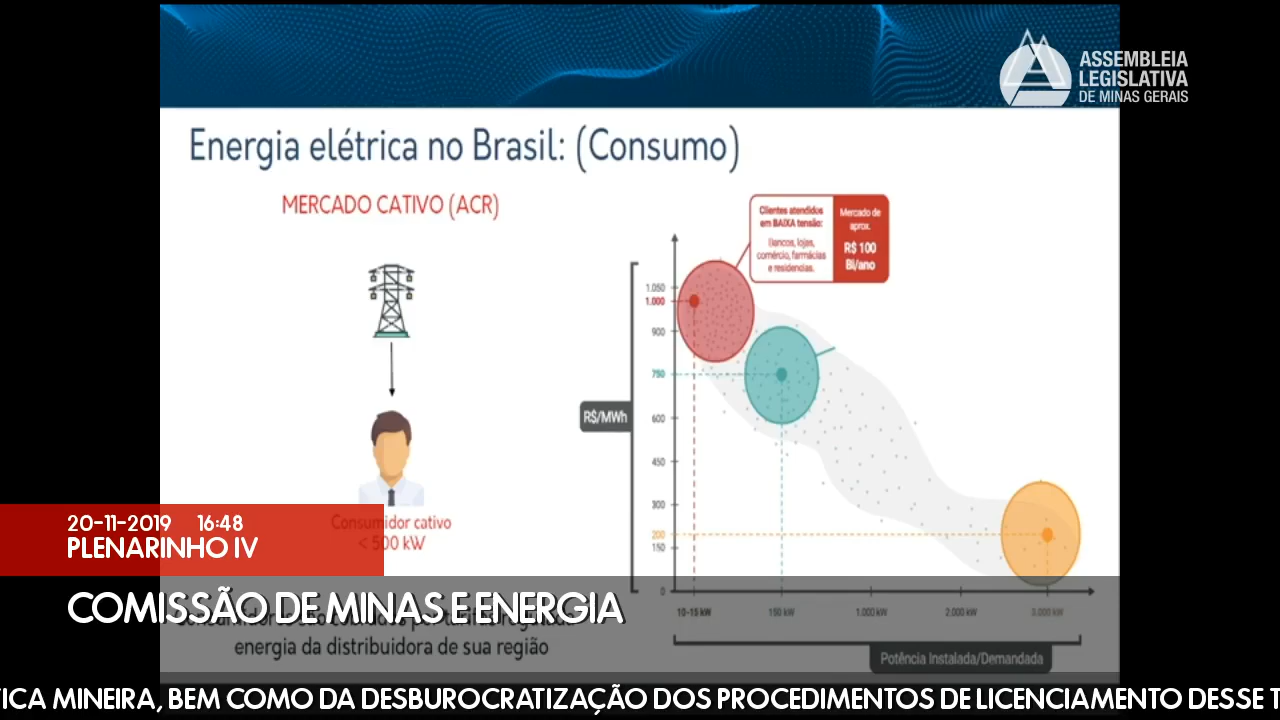 ASSEMBLEIA
LEGISLATIVA
DE MINAS GERAIS
Energia elétrica no Brasil: (Consumo)
MERCADO CATIVO (ACR)
Clientes atendidos
em BAIXA tensão:
Bancos, lojas,
comércio, farmácias
e residencias.
Mercado de
aprox.
R$ 100
Bi/ano
1.050
1.000
900
750
600
450
300
200
150
0
R$/MWh
10-15 kW
150 kW
1.000 kW
2.000 kW
3.000 kW
Potência Instalada/Demandada
Consumidor cativo
< 500 kW
20-11-2019 16:48
PLENARINHO IV
COMISSÃO DE MINAS E ENERGIA
energia da distribuidora de sua região
TICA MINEIRA, BEM COMO DA DESBUROCRATIZAÇÃO DOS PROCEDIMENTOS DE LICENCIAMENTO DESSE T